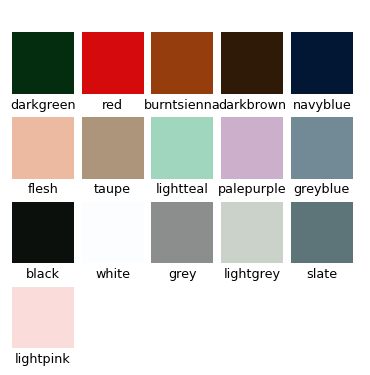 darkgreen red burntsienna darkbrown navyblue
flesh taupe lightteal palepurple greyblue
black white grey lightgrey slate
lightpink